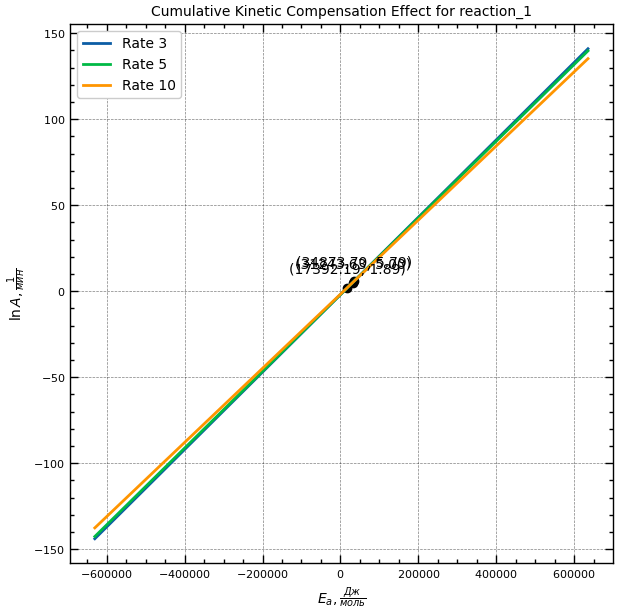 Cumulative Kinetic Compensation Effect for reaction_1
Rate 3
Rate 5
Rate 10
150
100
50
0
−50
−100
−150
ln A, 1/мин
(17392.19, 1.89)
−600000 −400000 −200000 0 200000 400000 600000
E_a, Дж/моль